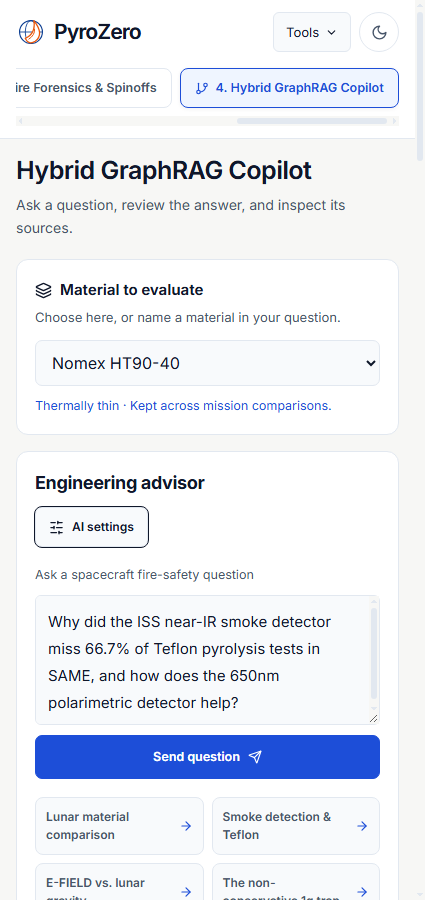 PyroZero
Tools
ire Forensics & Spinoffs
4. Hybrid GraphRAG Copilot
Hybrid GraphRAG Copilot
Ask a question, review the answer, and inspect its
sources.
Material to evaluate
Choose here, or name a material in your question.
Nomex HT90-40
Thermally thin · Kept across mission comparisons.
Engineering advisor
AI settings
Ask a spacecraft fire-safety question
Why did the ISS near-IR smoke detector
miss 66.7% of Teflon pyrolysis tests in
SAME, and how does the 650nm
polarimetric detector help?
Send question
Lunar material
comparison
Smoke detection &
Teflon
E-FIELD vs. lunar
gravity
The non-
conservative 1g trap